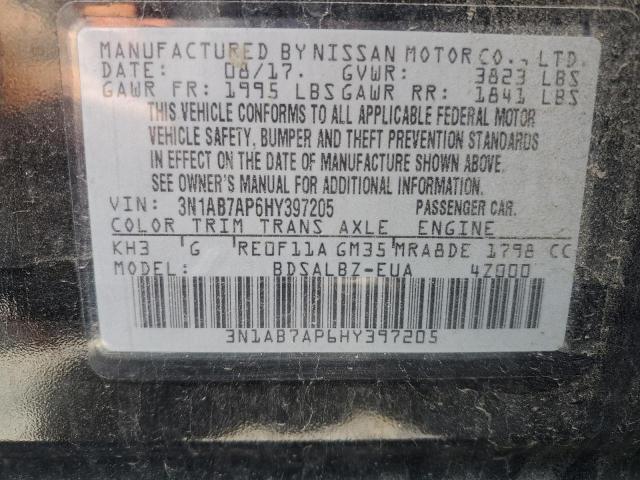 MANUFACTURED BY NISSAN MOTOR CO., LTD.
DATE: 08/17. GVWR: 3823 LBS
GAWR FR: 1995 LBS GAWR RR: 1841 LBS
THIS VEHICLE CONFORMS TO ALL APPLICABLE FEDERAL MOTOR
VEHICLE SAFETY, BUMPER AND THEFT PREVENTION STANDARDS
IN EFFECT ON THE DATE OF MANUFACTURE SHOWN ABOVE.
SEE OWNER'S MANUAL FOR ADDITIONAL INFORMATION.
VIN: 3N1AB7AP6HY397205 PASSENGER CAR.
COLOR TRIM TRANS AXLE ENGINE
KH3 G RE0F11A GM35 MRA8DE 1798 CC
MODEL: BDSALBZ-EUA 4Z000
3N1AB7AP6HY397205